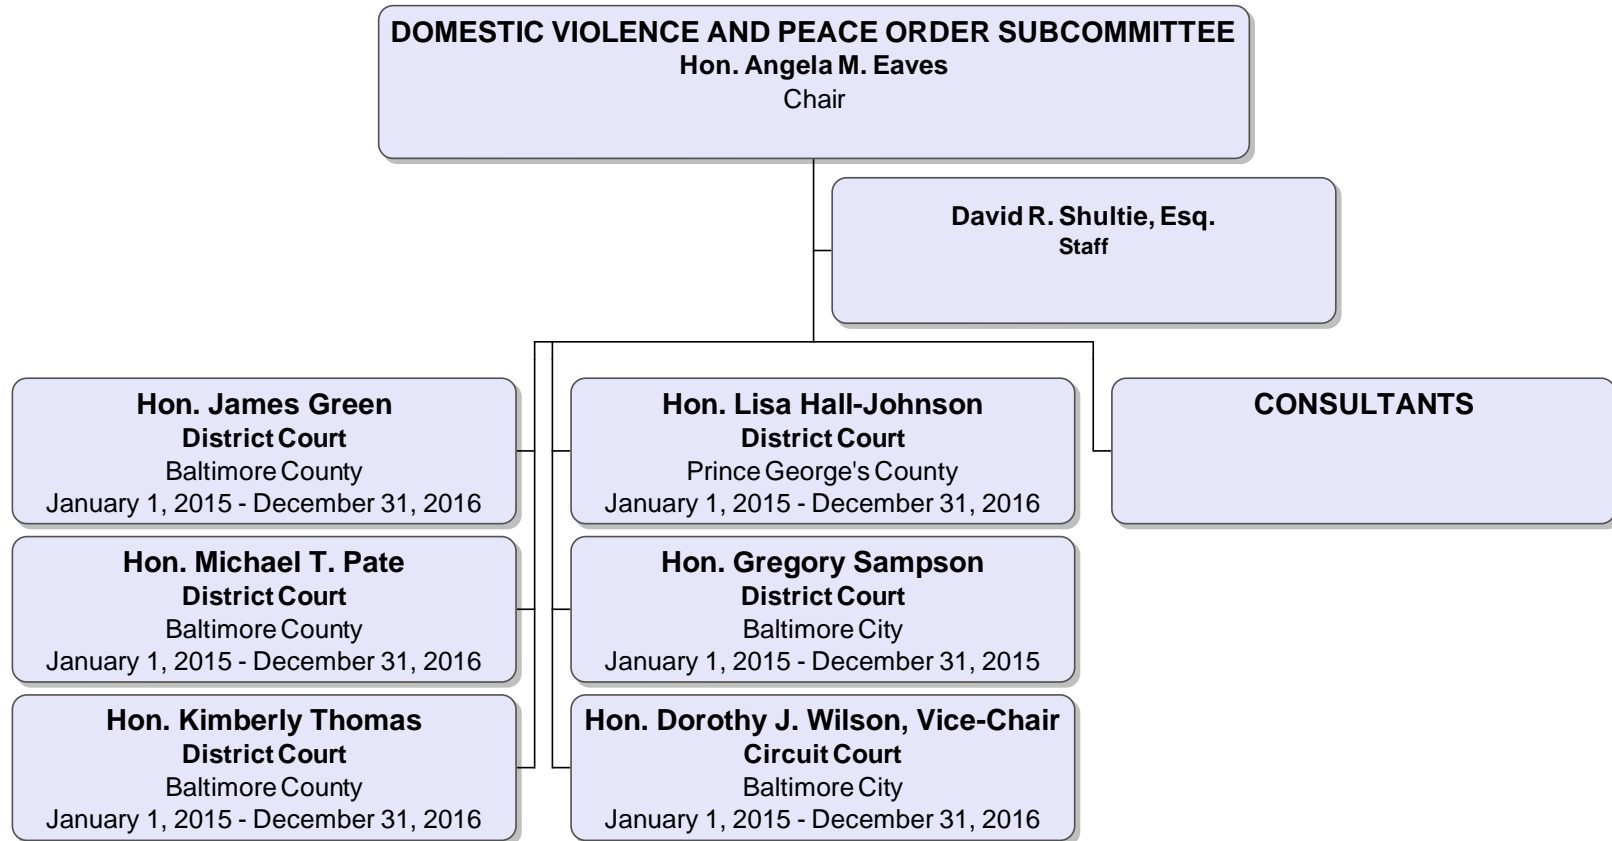 DOMESTIC VIOLENCE AND PEACE ORDER SUBCOMMITTEE
Hon. Angela M. Eaves
Chair
David R. Shultie, Esq.
Staff
Hon. James Green
District Court
Baltimore County
January 1, 2015 - December 31, 2016
Hon. Lisa Hall-Johnson
District Court
Prince George's County
January 1, 2015 - December 31, 2016
CONSULTANTS
Hon. Michael T. Pate
District Court
Baltimore County
January 1, 2015 - December 31, 2016
Hon. Gregory Sampson
District Court
Baltimore City
January 1, 2015 - December 31, 2015
Hon. Kimberly Thomas
District Court
Baltimore County
January 1, 2015 - December 31, 2016
Hon. Dorothy J. Wilson, Vice-Chair
Circuit Court
Baltimore City
January 1, 2015 - December 31, 2016